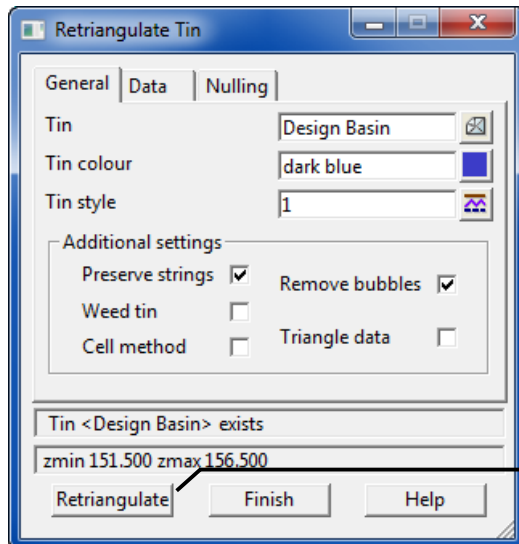 Retriangulate Tin
General Data Nulling
Tin Design Basin
Tin colour dark blue
Tin style 1
Additional settings
Preserve strings Remove bubbles
Weed tin
Triangle data
Cell method
Tin <Design Basin> exists
zmin 151.500 zmax 156.500
Retriangulate Finish Help